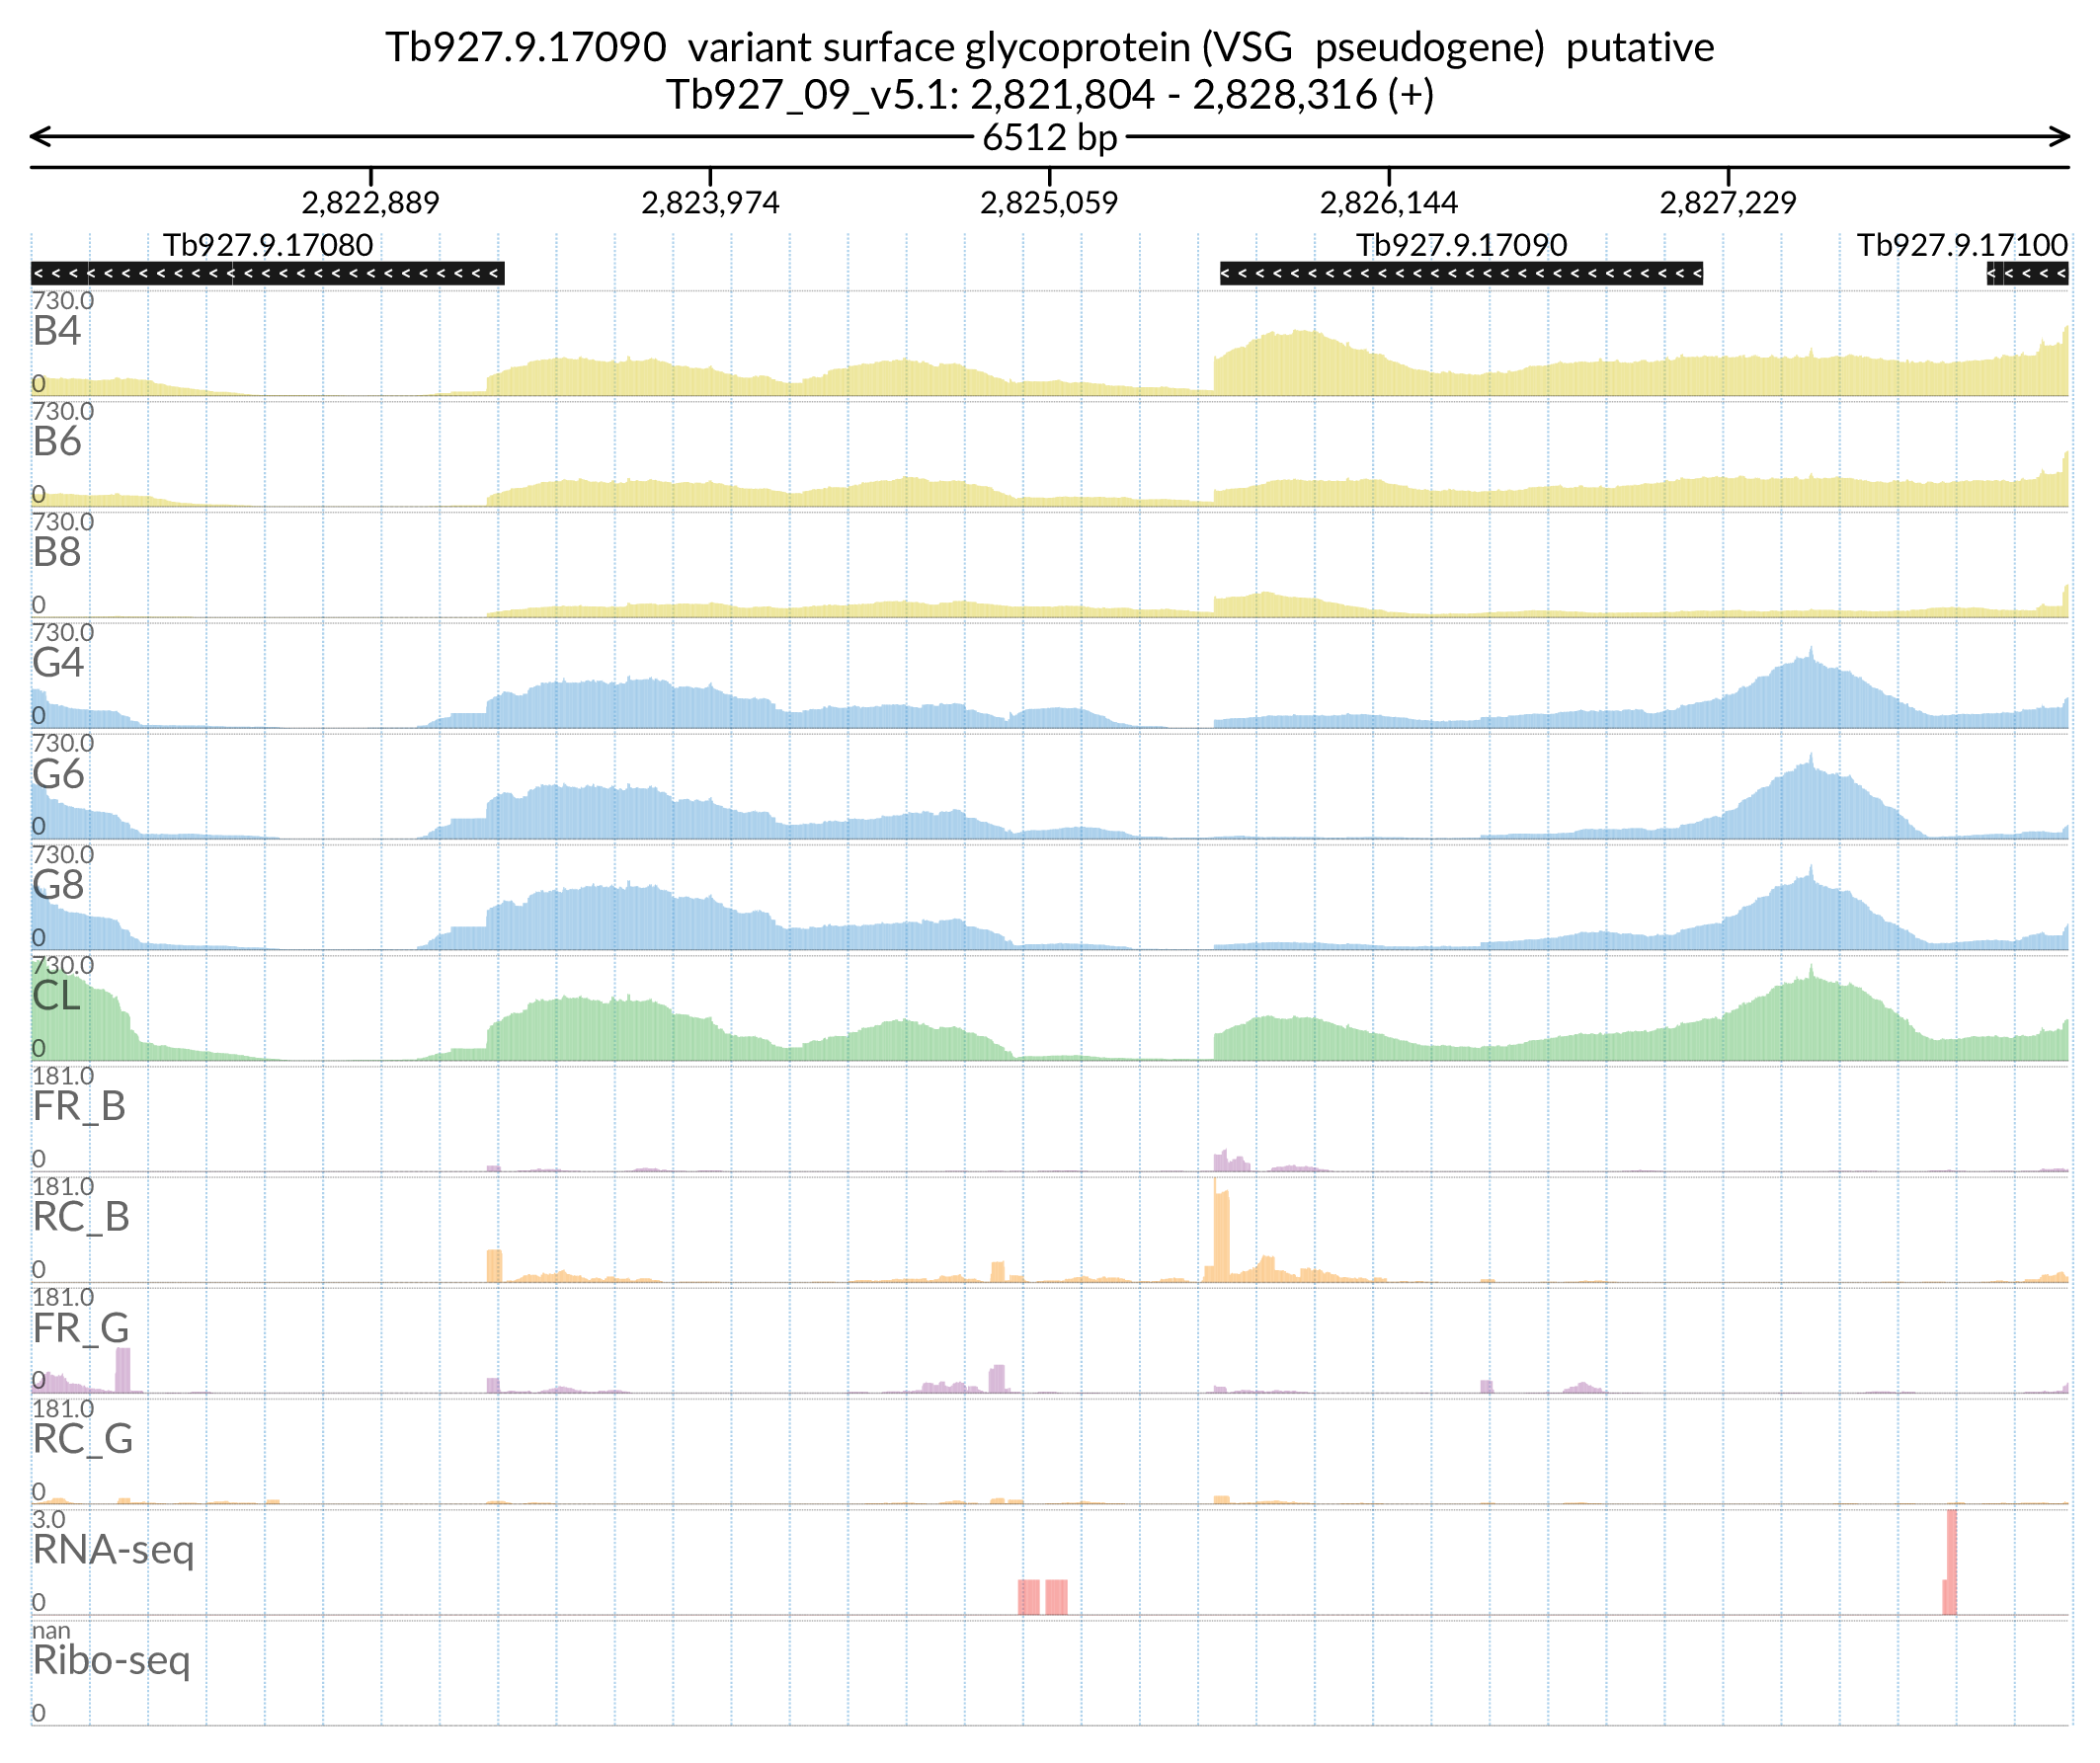 Tb927.9.17090 variant surface glycoprotein (VSG pseudogene) putative
Tb927_09_v5.1: 2,821,804 - 2,828,316 (+)
6512 bp
2,822,889 2,823,974 2,825,059 2,826,144 2,827,229
Tb927.9.17080 Tb927.9.17090 Tb927.9.17100
730.0
B4
0
730.0
B6
0
730.0
B8
0
730.0
G4
0
730.0
G6
0
730.0
G8
0
730.0
CL
0
181.0
FR_B
0
181.0
RC_B
0
181.0
FR_G
0
181.0
RC_G
0
3.0
RNA-seq
0
nan
Ribo-seq
0